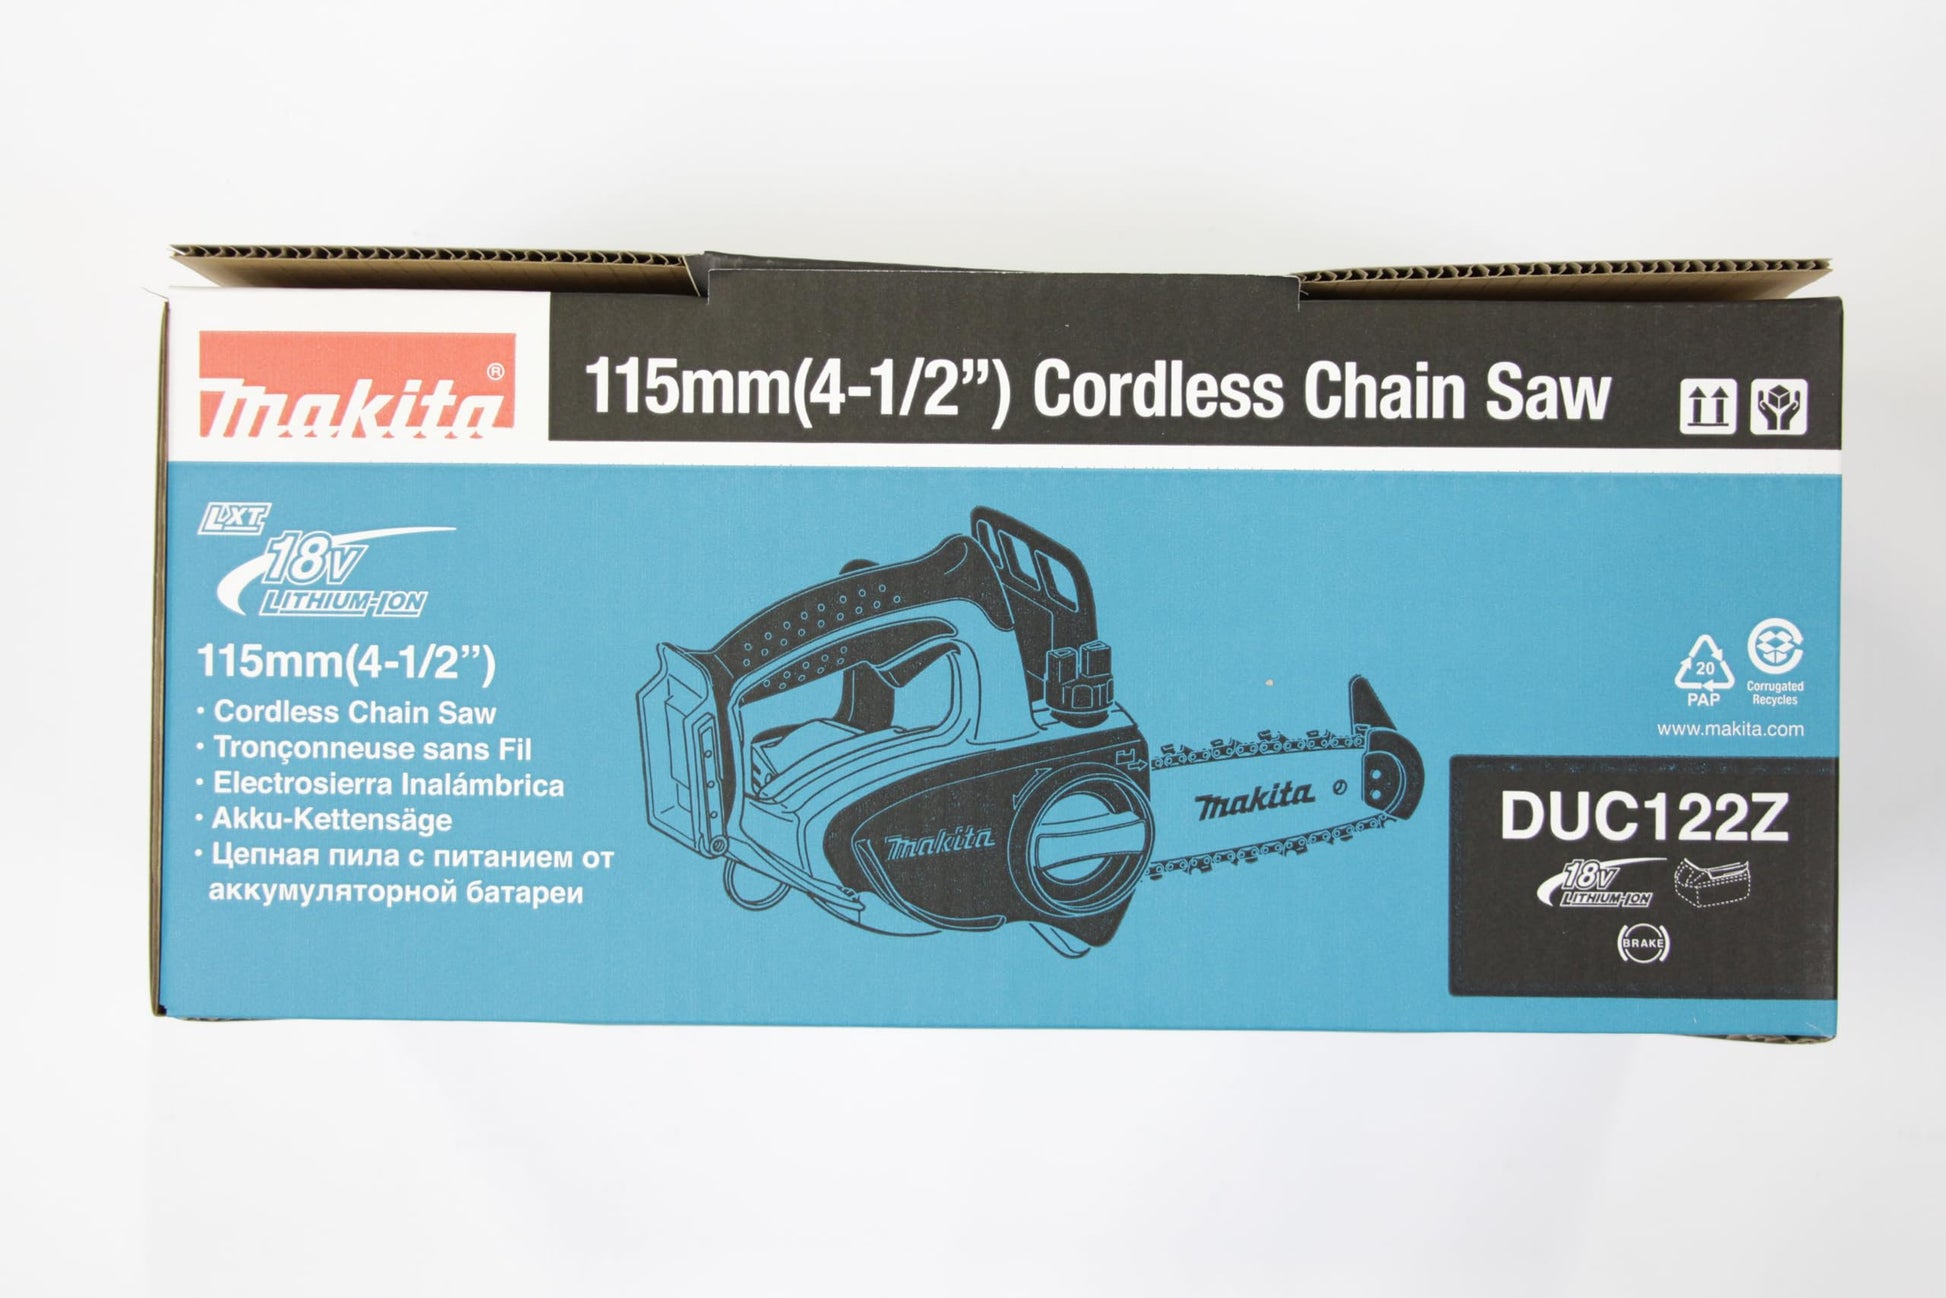 makita®
115mm(4-1/2”) Cordless Chain Saw
LXT
18V
LITHIUM-ION
115mm(4-1/2”)
· Cordless Chain Saw
· Tronçonneuse sans Fil
· Electrosierra Inalámbrica
· Akku-Kettensäge
· Цепная пила с питанием от
аккумуляторной батареи
makita
makita
20
PAP
Corrugated
Recycles
www.makita.com
DUC122Z
18V
LITHIUM-ION
BRAKE